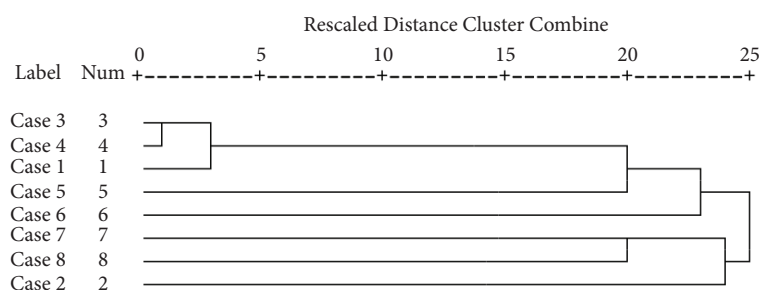 Rescaled Distance Cluster Combine
0 5 10 15 20 25
Label Num +---------+---------+---------+---------+---------+
Case 3 3
Case 4 4
Case 1 1
Case 5 5
Case 6 6
Case 7 7
Case 8 8
Case 2 2